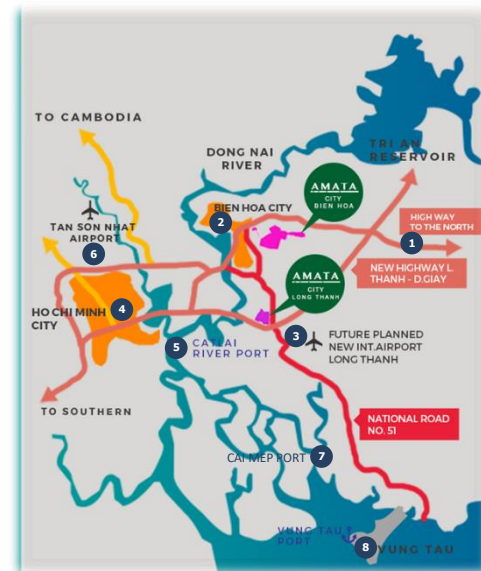 TO CAMBODIA
DONG NAI
RIVER
TRI AN
RESERVOIR
AMATA
CITY
BIEN HOA
BIEN HOA CITY
2
TAN SON NHAT
AIRPORT
6
HIGH WAY
TO THE NORTH
1
NEW HIGHWAY L.
THANH - D.GIAY
AMATA
CITY
LONG THANH
HO CHI MINH
CITY
4
3
FUTURE PLANNED
NEW INT.AIRPORT
LONG THANH
5
CATLAI
RIVER PORT
TO SOUTHERN
NATIONAL ROAD
NO. 51
CAI MEP PORT
7
VUNG TAU
PORT
8
VUNG TAU